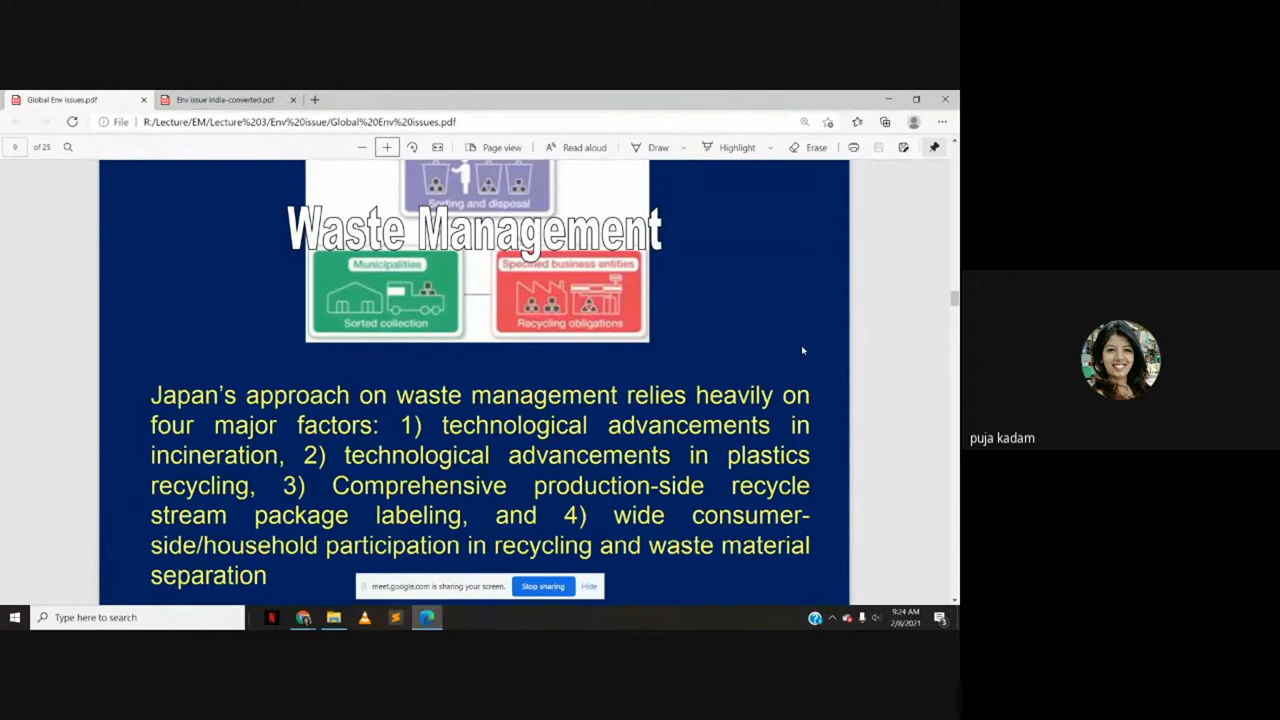 Global Env issues.pdf
Env issue India-converted.pdf
File
R:/Lecture/EM/Lecture%203/Env%20issue/Global%20Env%20issues.pdf
9 of 25
Page view
Read aloud
Draw
Highlight
Erase
Sorting and disposal
Waste Management
Municipalities
Specified business entities
Sorted collection
Recycling obligations
Japan's approach on waste management relies heavily on
four major factors: 1) technological advancements in
incineration, 2) technological advancements in plastics
recycling, 3) Comprehensive production-side recycle
stream package labeling, and 4) wide consumer-
side/household participation in recycling and waste material
separation
meet.google.com is sharing your screen.
Stop sharing
Hide
puja kadam
Type here to search
9:24 AM
2/8/2021
3